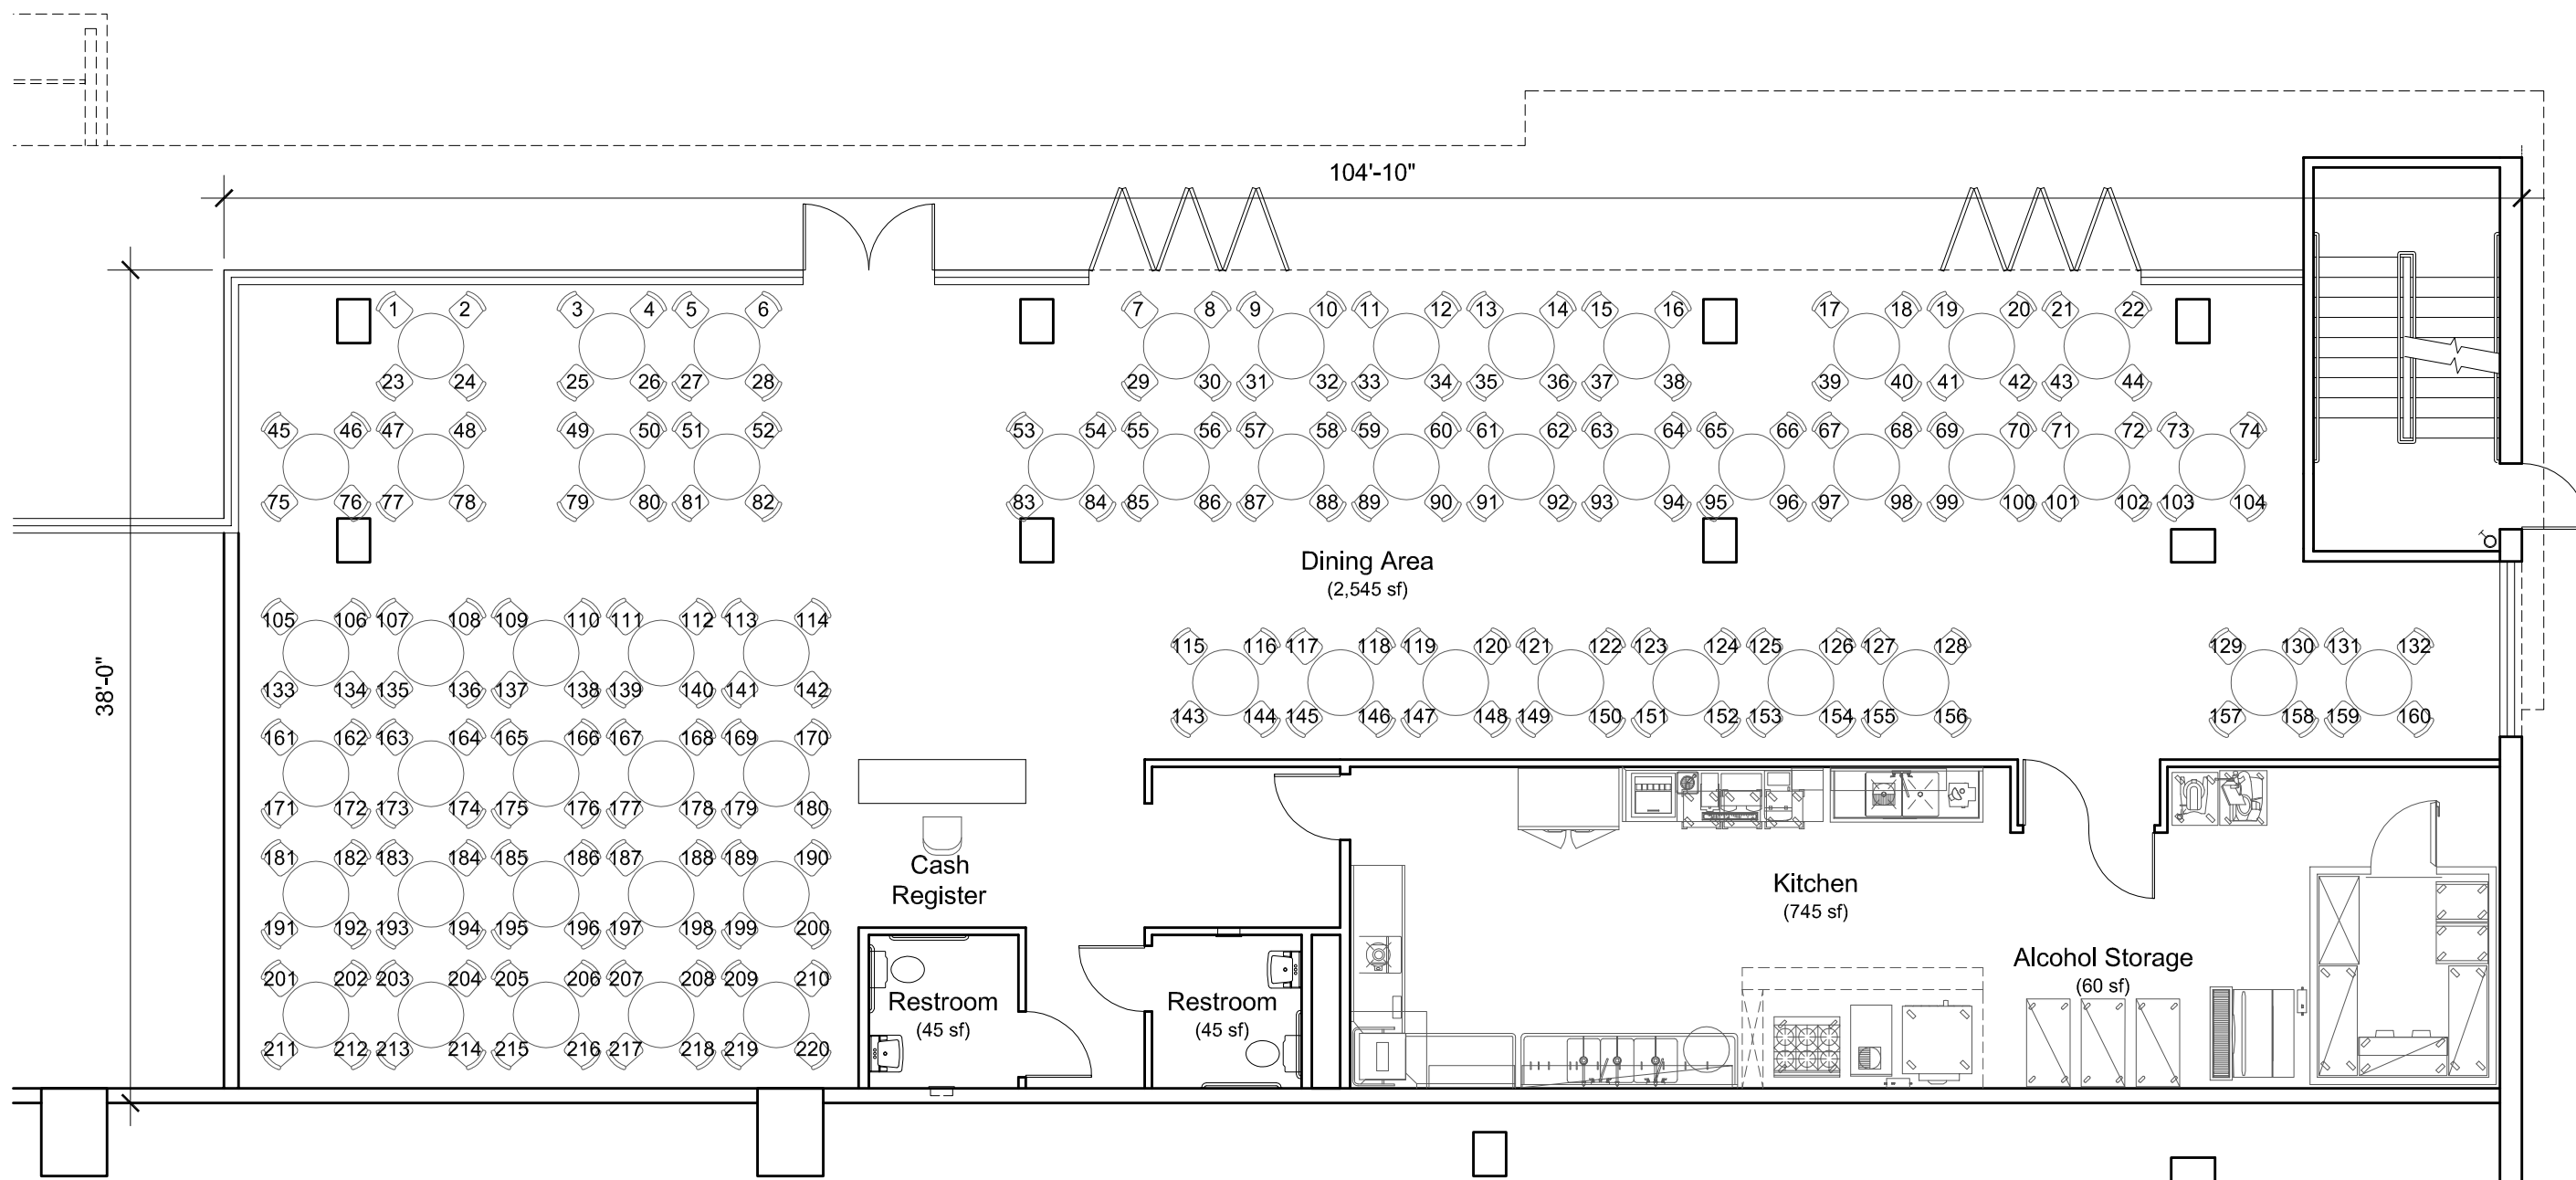 104'-10"
1 2 3 4 5 6 7 8 9 10 11 12 13 14 15 16 17 18 19 20 21 22
23 24 25 26 27 28 29 30 31 32 33 34 35 36 37 38 39 40 41 42 43 44
45 46 47 48 49 50 51 52 53 54 55 56 57 58 59 60 61 62 63 64 65 66 67 68 69 70 71 72 73 74
75 76 77 78 79 80 81 82 83 84 85 86 87 88 89 90 91 92 93 94 95 96 97 98 99 100 101 102 103 104
Dining Area
(2,545 sf)
105 106 107 108 109 110 111 112 113 114 115 116 117 118 119 120 121 122 123 124 125 126 127 128 129 130 131 132
38'-0"
133 134 135 136 137 138 139 140 141 142 143 144 145 146 147 148 149 150 151 152 153 154 155 156 157 158 159 160
161 162 163 164 165 166 167 168 169 170
171 172 173 174 175 176 177 178 179 180
181 182 183 184 185 186 187 188 189 190
Cash
Register
Kitchen
(745 sf)
191 192 193 194 195 196 197 198 199 200
Alcohol Storage
(60 sf)
201 202 203 204 205 206 207 208 209 210
Restroom
(45 sf)
Restroom
(45 sf)
211 212 213 214 215 216 217 218 219 220